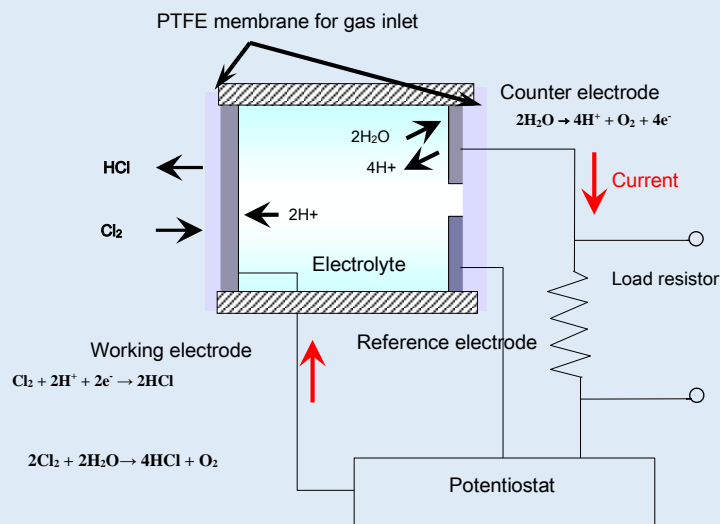 PTFE membrane for gas inlet
Counter electrode
2H₂O → 4H⁺ + O₂ + 4e⁻
2H₂O
4H+
HCl
Current
2H+
Cl₂
Electrolyte
Load resistor
Working electrode
Reference electrode
Cl₂ + 2H⁺ + 2e⁻ → 2HCl
2Cl₂ + 2H₂O → 4HCl + O₂
Potentiostat